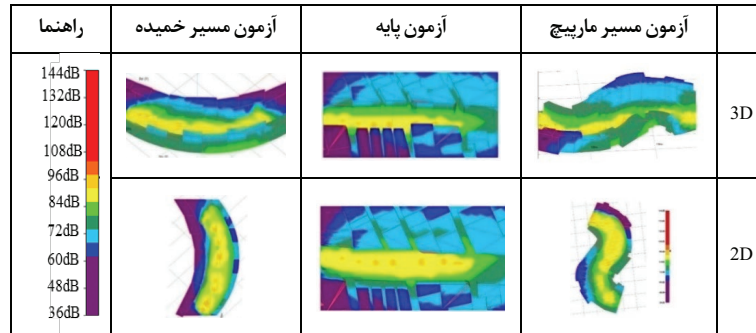 راهنما آزمون مسیر خمیده آزمون پایه آزمون مسیر مارپیچ
144dB
132dB
120dB
108dB
96dB
84dB
72dB
60dB
48dB
36dB
3D
2D